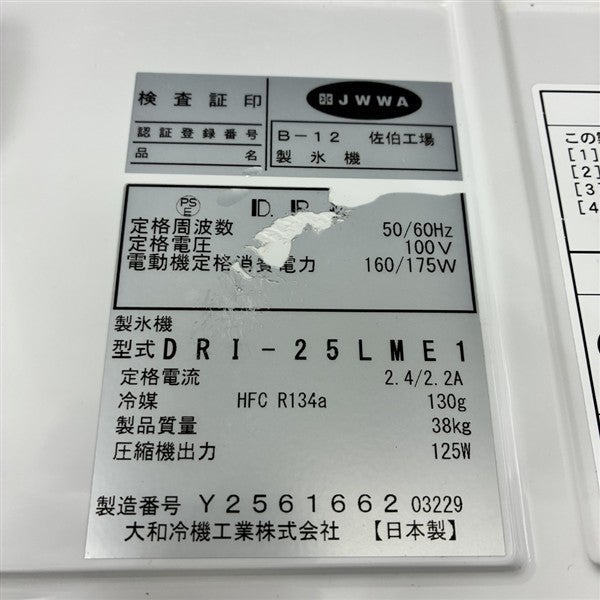 検査証印
JWWA
認証登録番号 B-12 佐伯工場
品名 製氷機
PS
E
定格周波数 50/60Hz
定格電圧 100V
電動機定格消費電力 160/175W
製氷機
型式 DRI-25LME1
定格電流 2.4/2.2A
冷媒 HFC R134a 130g
製品質量 38kg
圧縮機出力 125W
製造番号 Y2561662 03229
大和冷機工業株式会社 【日本製】
この
[1]
[2]
[3]
[4